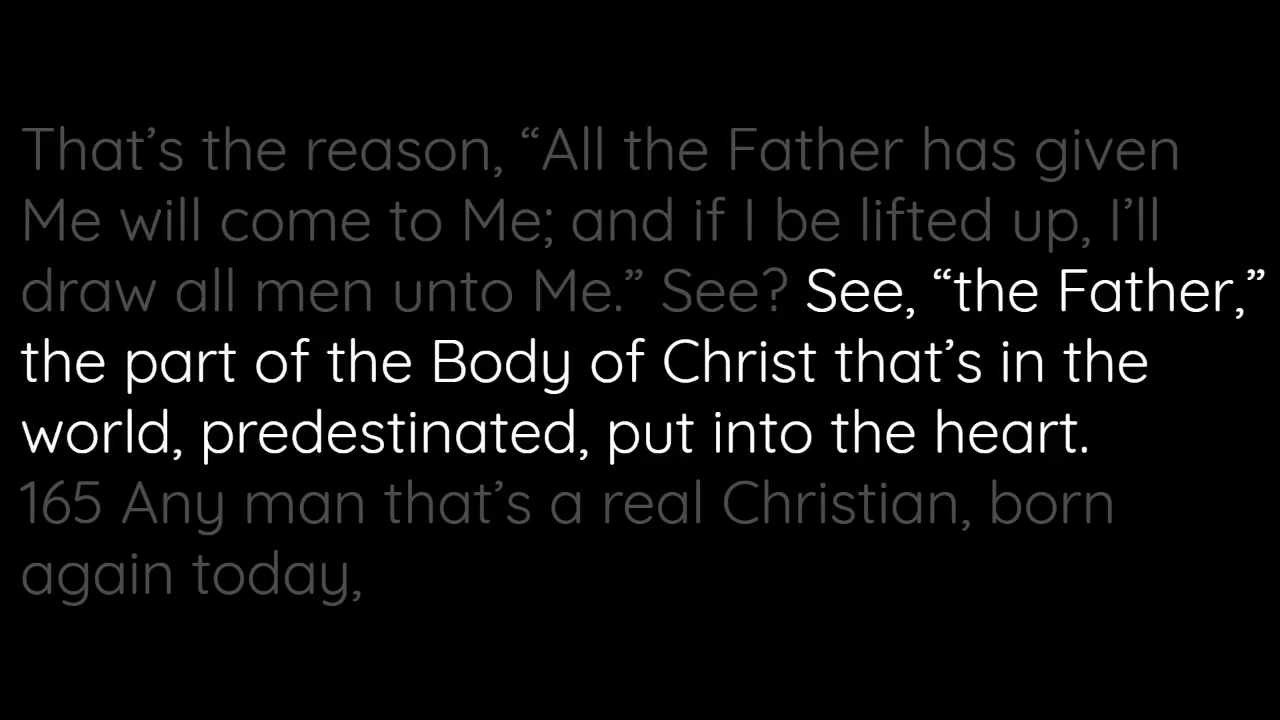 That’s the reason, “All the Father has given
Me will come to Me; and if I be lifted up, I’ll
draw all men unto Me.” See? See, “the Father,”
the part of the Body of Christ that’s in the
world, predestinated, put into the heart.
165 Any man that’s a real Christian, born
again today,